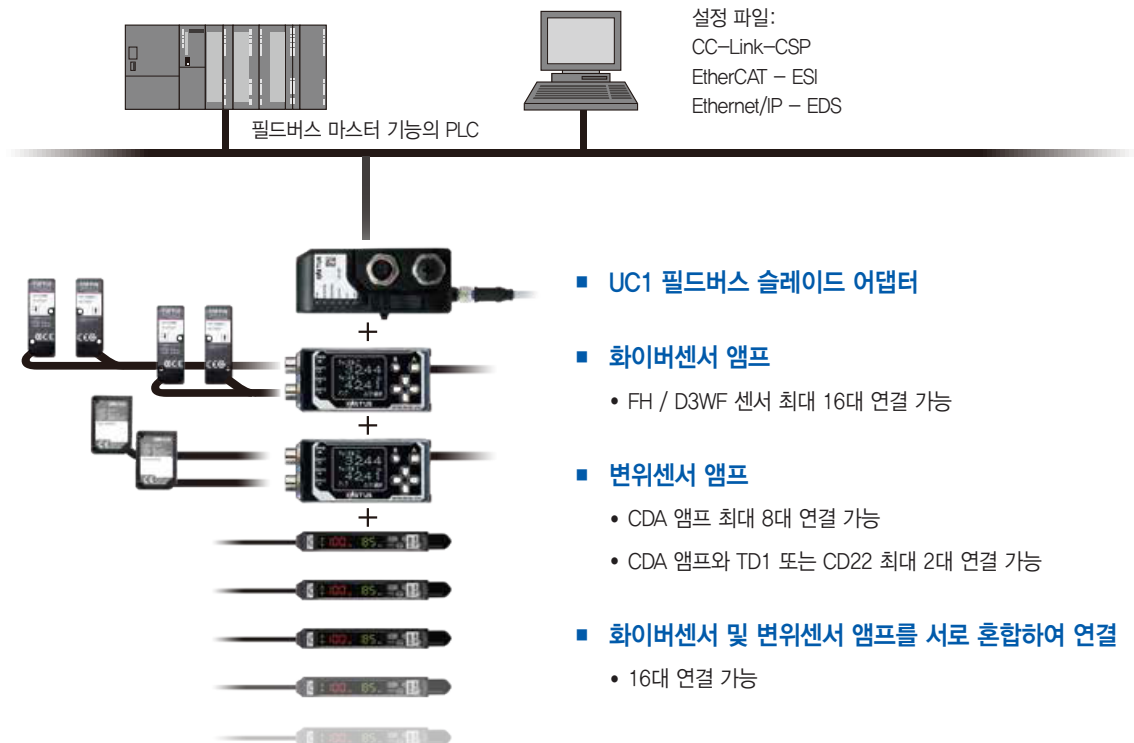 설정 파일:
CC-Link-CSP
EtherCAT - ESI
Ethernet/IP - EDS
필드버스 마스터 기능의 PLC
■ UC1 필드버스 슬레이드 어댑터
+
■ 화이버센서 앰프
• FH / D3WF 센서 최대 16대 연결 가능
+
■ 변위센서 앰프
• CDA 앰프 최대 8대 연결 가능
• CDA 앰프와 TD1 또는 CD22 최대 2대 연결 가능
+
■ 화이버센서 및 변위센서 앰프를 서로 혼합하여 연결
• 16대 연결 가능